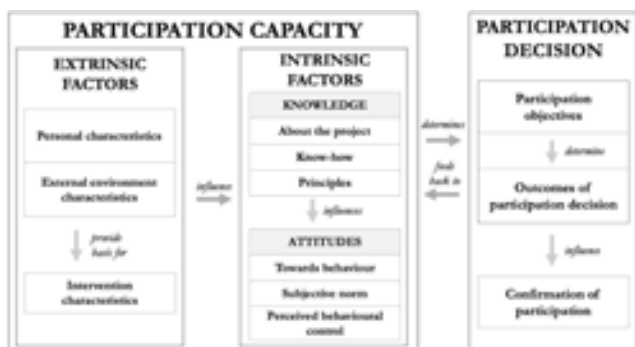 PARTICIPATION CAPACITY
EXTRINSIC
FACTORS
Personal characteristics
External environment
characteristics
provide
basis for
Intervention
characteristics
influence
INTRINSIC
FACTORS
KNOWLEDGE
About the project
Know-how
Principles
influences
ATTITUDES
Towards behaviour
Subjective norm
Perceived behavioural
control
determines
feeds
back in
PARTICIPATION
DECISION
Participation
objectives
determine
Outcomes of
participation decision
influence
Confirmation of
participation